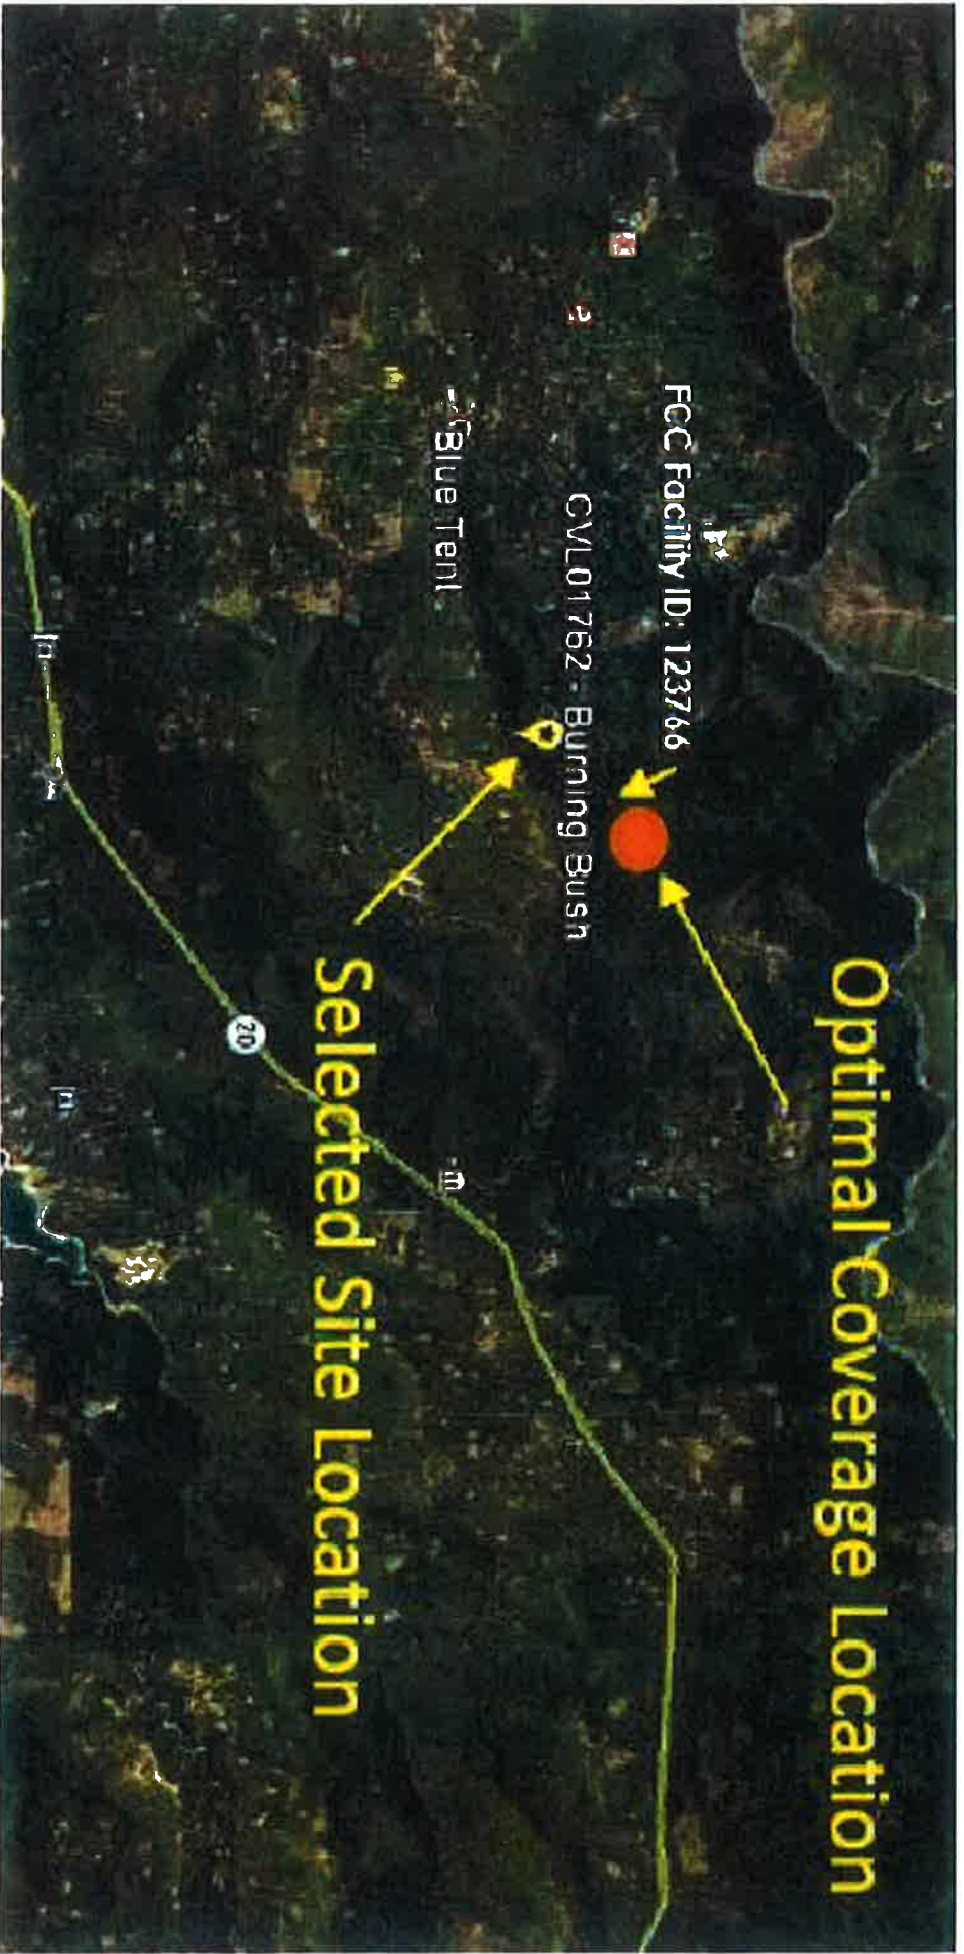 Optimal Coverage Location
FCC Facility ID: 123766
CVL01762 - Burning Bush
Blue Tent
Selected Site Location
20